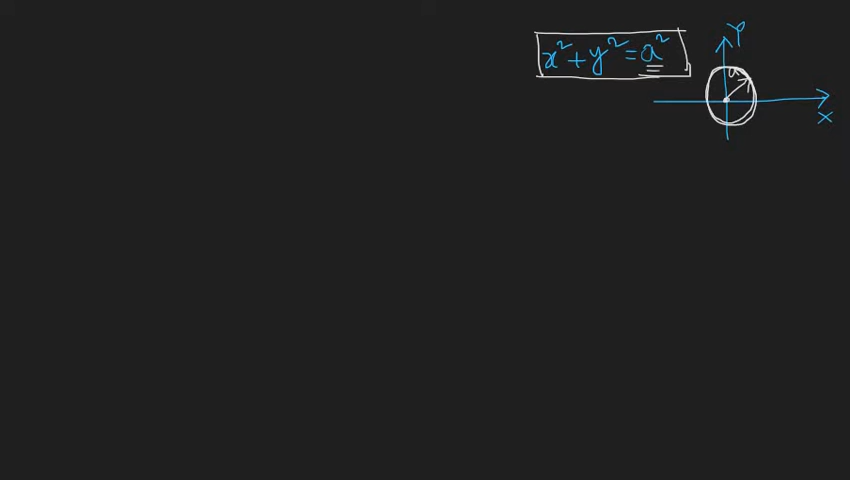 x² + y² = a²
Y
a
X